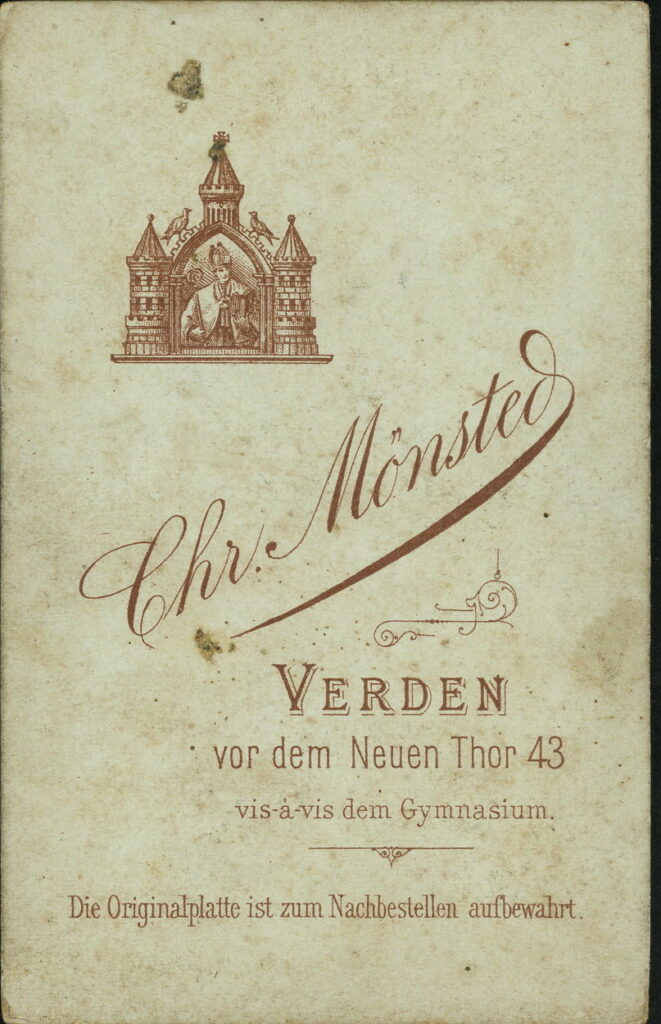 Chr. Mönsted
VERDEN
vor dem Neuen Thor 43
vis-à-vis dem Gymnasium.
Die Originalplatte ist zum Nachbestellen aufbewahrt.